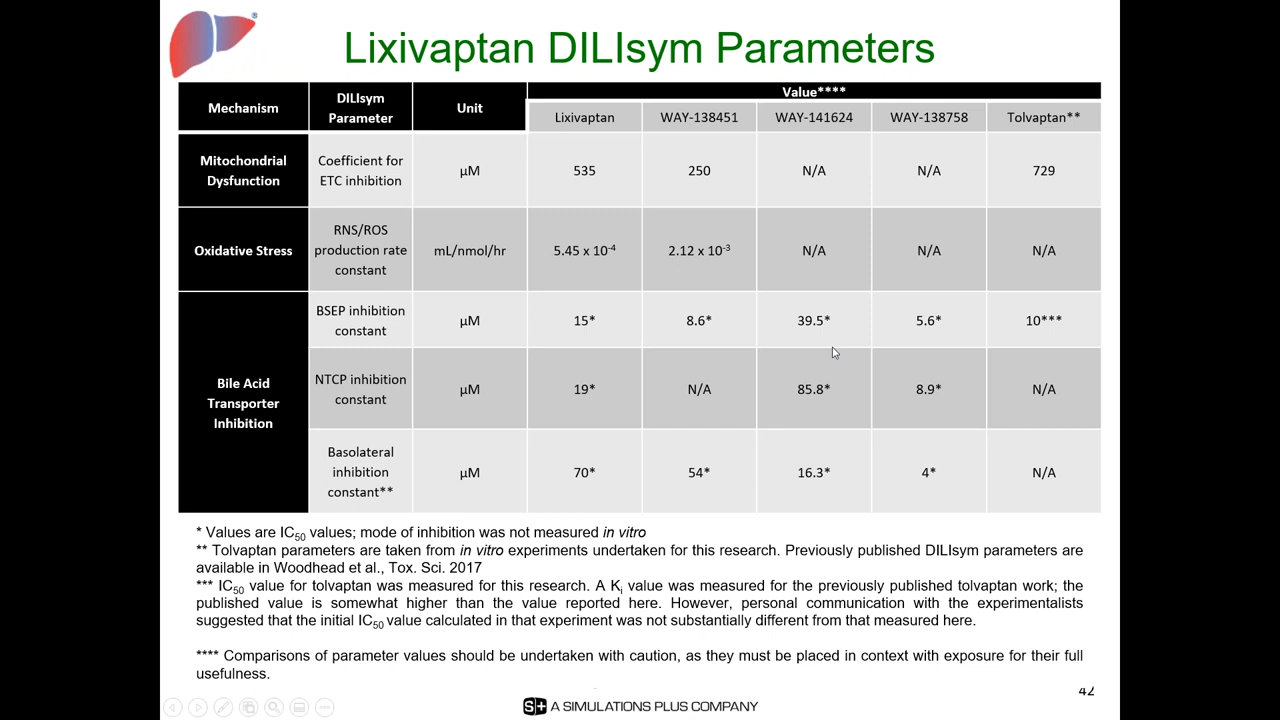 Lixivaptan DILIsym Parameters
Mechanism
DILIsym
Parameter
Unit
Value****
Lixivaptan WAY-138451 WAY-141624 WAY-138758 Tolvaptan**
Mitochondrial
Dysfunction
Coefficient for
ETC inhibition
µM 535 250 N/A N/A 729
Oxidative Stress
RNS/ROS
production rate
constant
mL/nmol/hr 5.45 x 10⁻⁴ 2.12 x 10⁻³ N/A N/A N/A
Bile Acid
Transporter
Inhibition
BSEP inhibition
constant
µM 15* 8.6* 39.5* 5.6* 10***
NTCP inhibition
constant
µM 19* N/A 85.8* 8.9* N/A
Basolateral
inhibition
constant**
µM 70* 54* 16.3* 4* N/A
* Values are IC₅₀ values; mode of inhibition was not measured in vitro
** Tolvaptan parameters are taken from in vitro experiments undertaken for this research. Previously published DILIsym parameters are
available in Woodhead et al., Tox. Sci. 2017
*** IC₅₀ value for tolvaptan was measured for this research. A Kᵢ value was measured for the previously published tolvaptan work; the
published value is somewhat higher than the value reported here. However, personal communication with the experimentalists
suggested that the initial IC₅₀ value calculated in that experiment was not substantially different from that measured here.
**** Comparisons of parameter values should be undertaken with caution, as they must be placed in context with exposure for their full
usefulness.
42
S+ A SIMULATIONS PLUS COMPANY